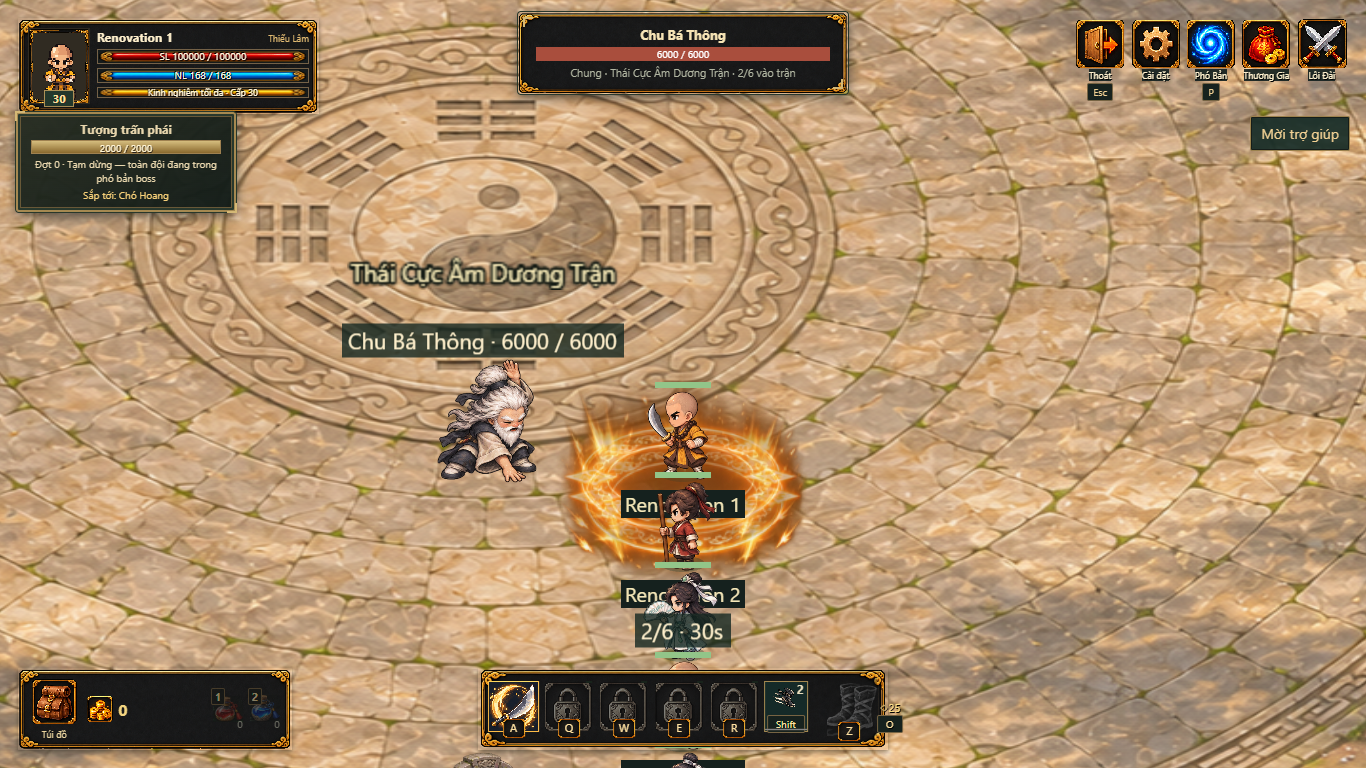 Renovation 1
Thiếu Lâm
SL 100000 / 100000
NL 168 / 168
Kinh nghiệm tối đa · Cấp 30
30
Tượng trấn phái
2000 / 2000
Đợt 0 · Tạm dừng — toàn đội đang trong
phó bản boss
Sắp tới: Chó Hoang
Chu Bá Thông
6000 / 6000
Chung · Thái Cực Âm Dương Trận · 2/6 vào trận
Thoát
Cài đặt
Phó Bản
Thương Gia
Lôi Đài
Esc
P
Mời trợ giúp
Thái Cực Âm Dương Trận
Chu Bá Thông · 6000 / 6000
2/6 · 30s
Túi đồ
0
1
0
2
0
A
Q
W
E
R
2
Shift
Z
25
O